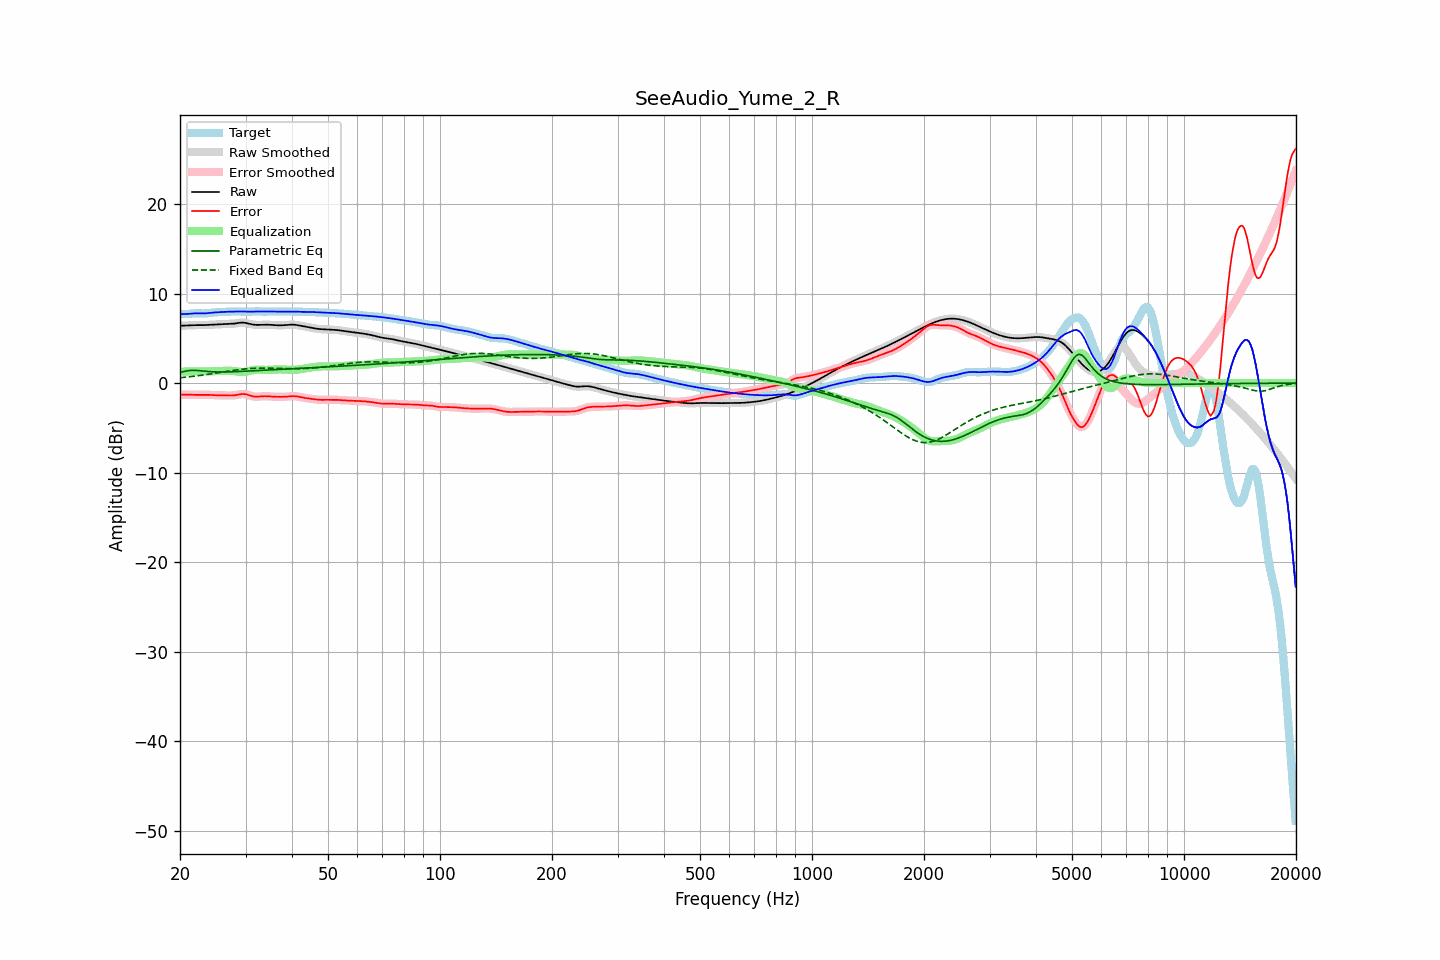 SeeAudio_Yume_2_R
Target
Raw Smoothed
Error Smoothed
Raw
Error
Equalization
Parametric Eq
Fixed Band Eq
Equalized
Amplitude (dBr)
20
10
0
−10
−20
−30
−40
−50
20 50 100 200 500 1000 2000 5000 10000 20000
Frequency (Hz)